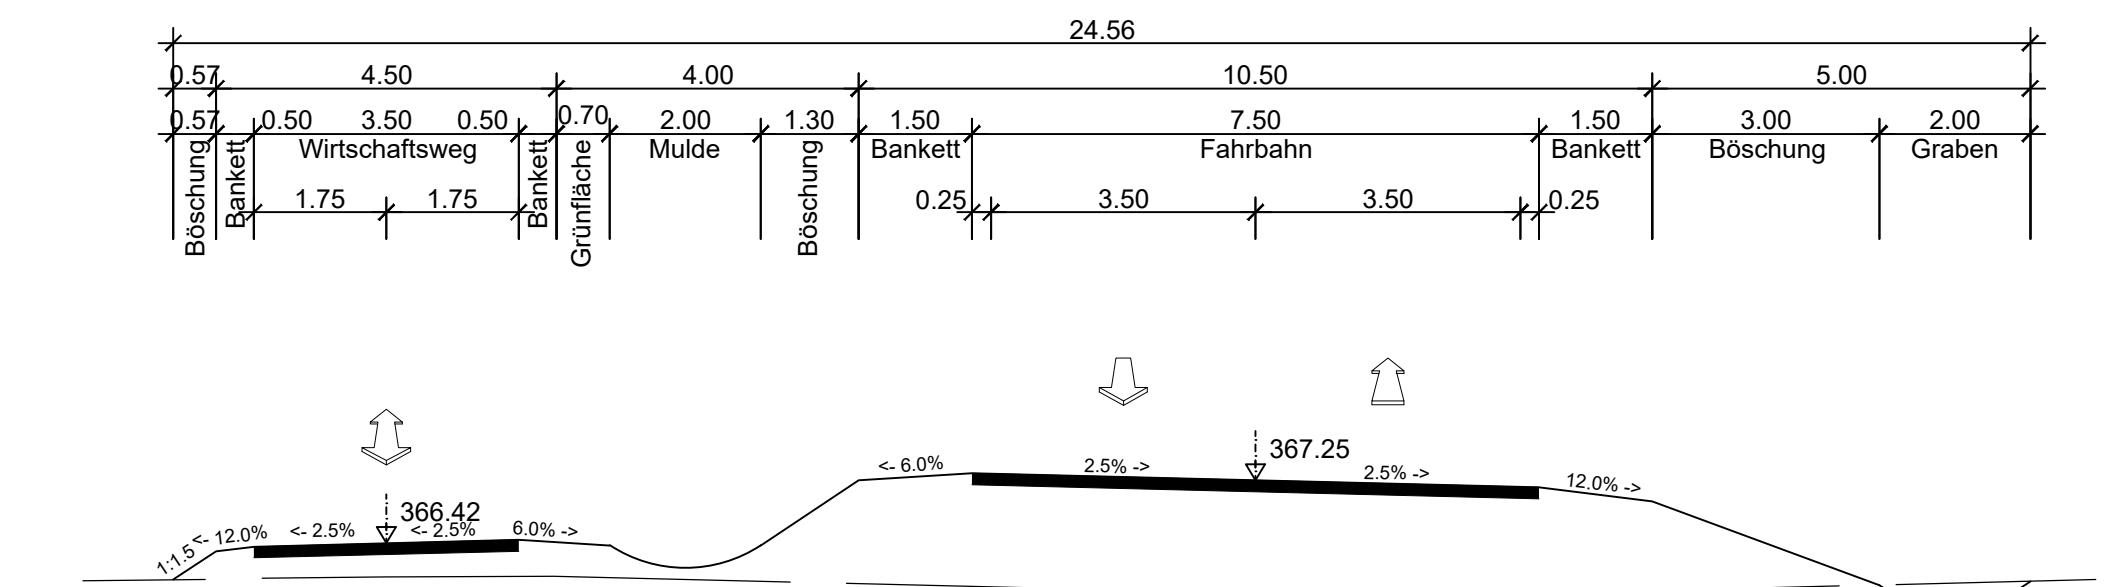 24.56
0.57 4.50 4.00 10.50 5.00
0.57 0.50 3.50 0.50 0.70 2.00 1.30 1.50 7.50 1.50 3.00 2.00
Böschung Bankett Wirtschaftsweg Bankett Grünfläche Mulde Böschung Bankett Fahrbahn Bankett Böschung Graben
1.75 1.75 0.25 3.50 3.50 0.25
367.25
<- 6.0% 2.5% -> 2.5% -> 12.0% ->
366.42
1:1.5 <- 12.0% <- 2.5% <- 2.5% 6.0% ->